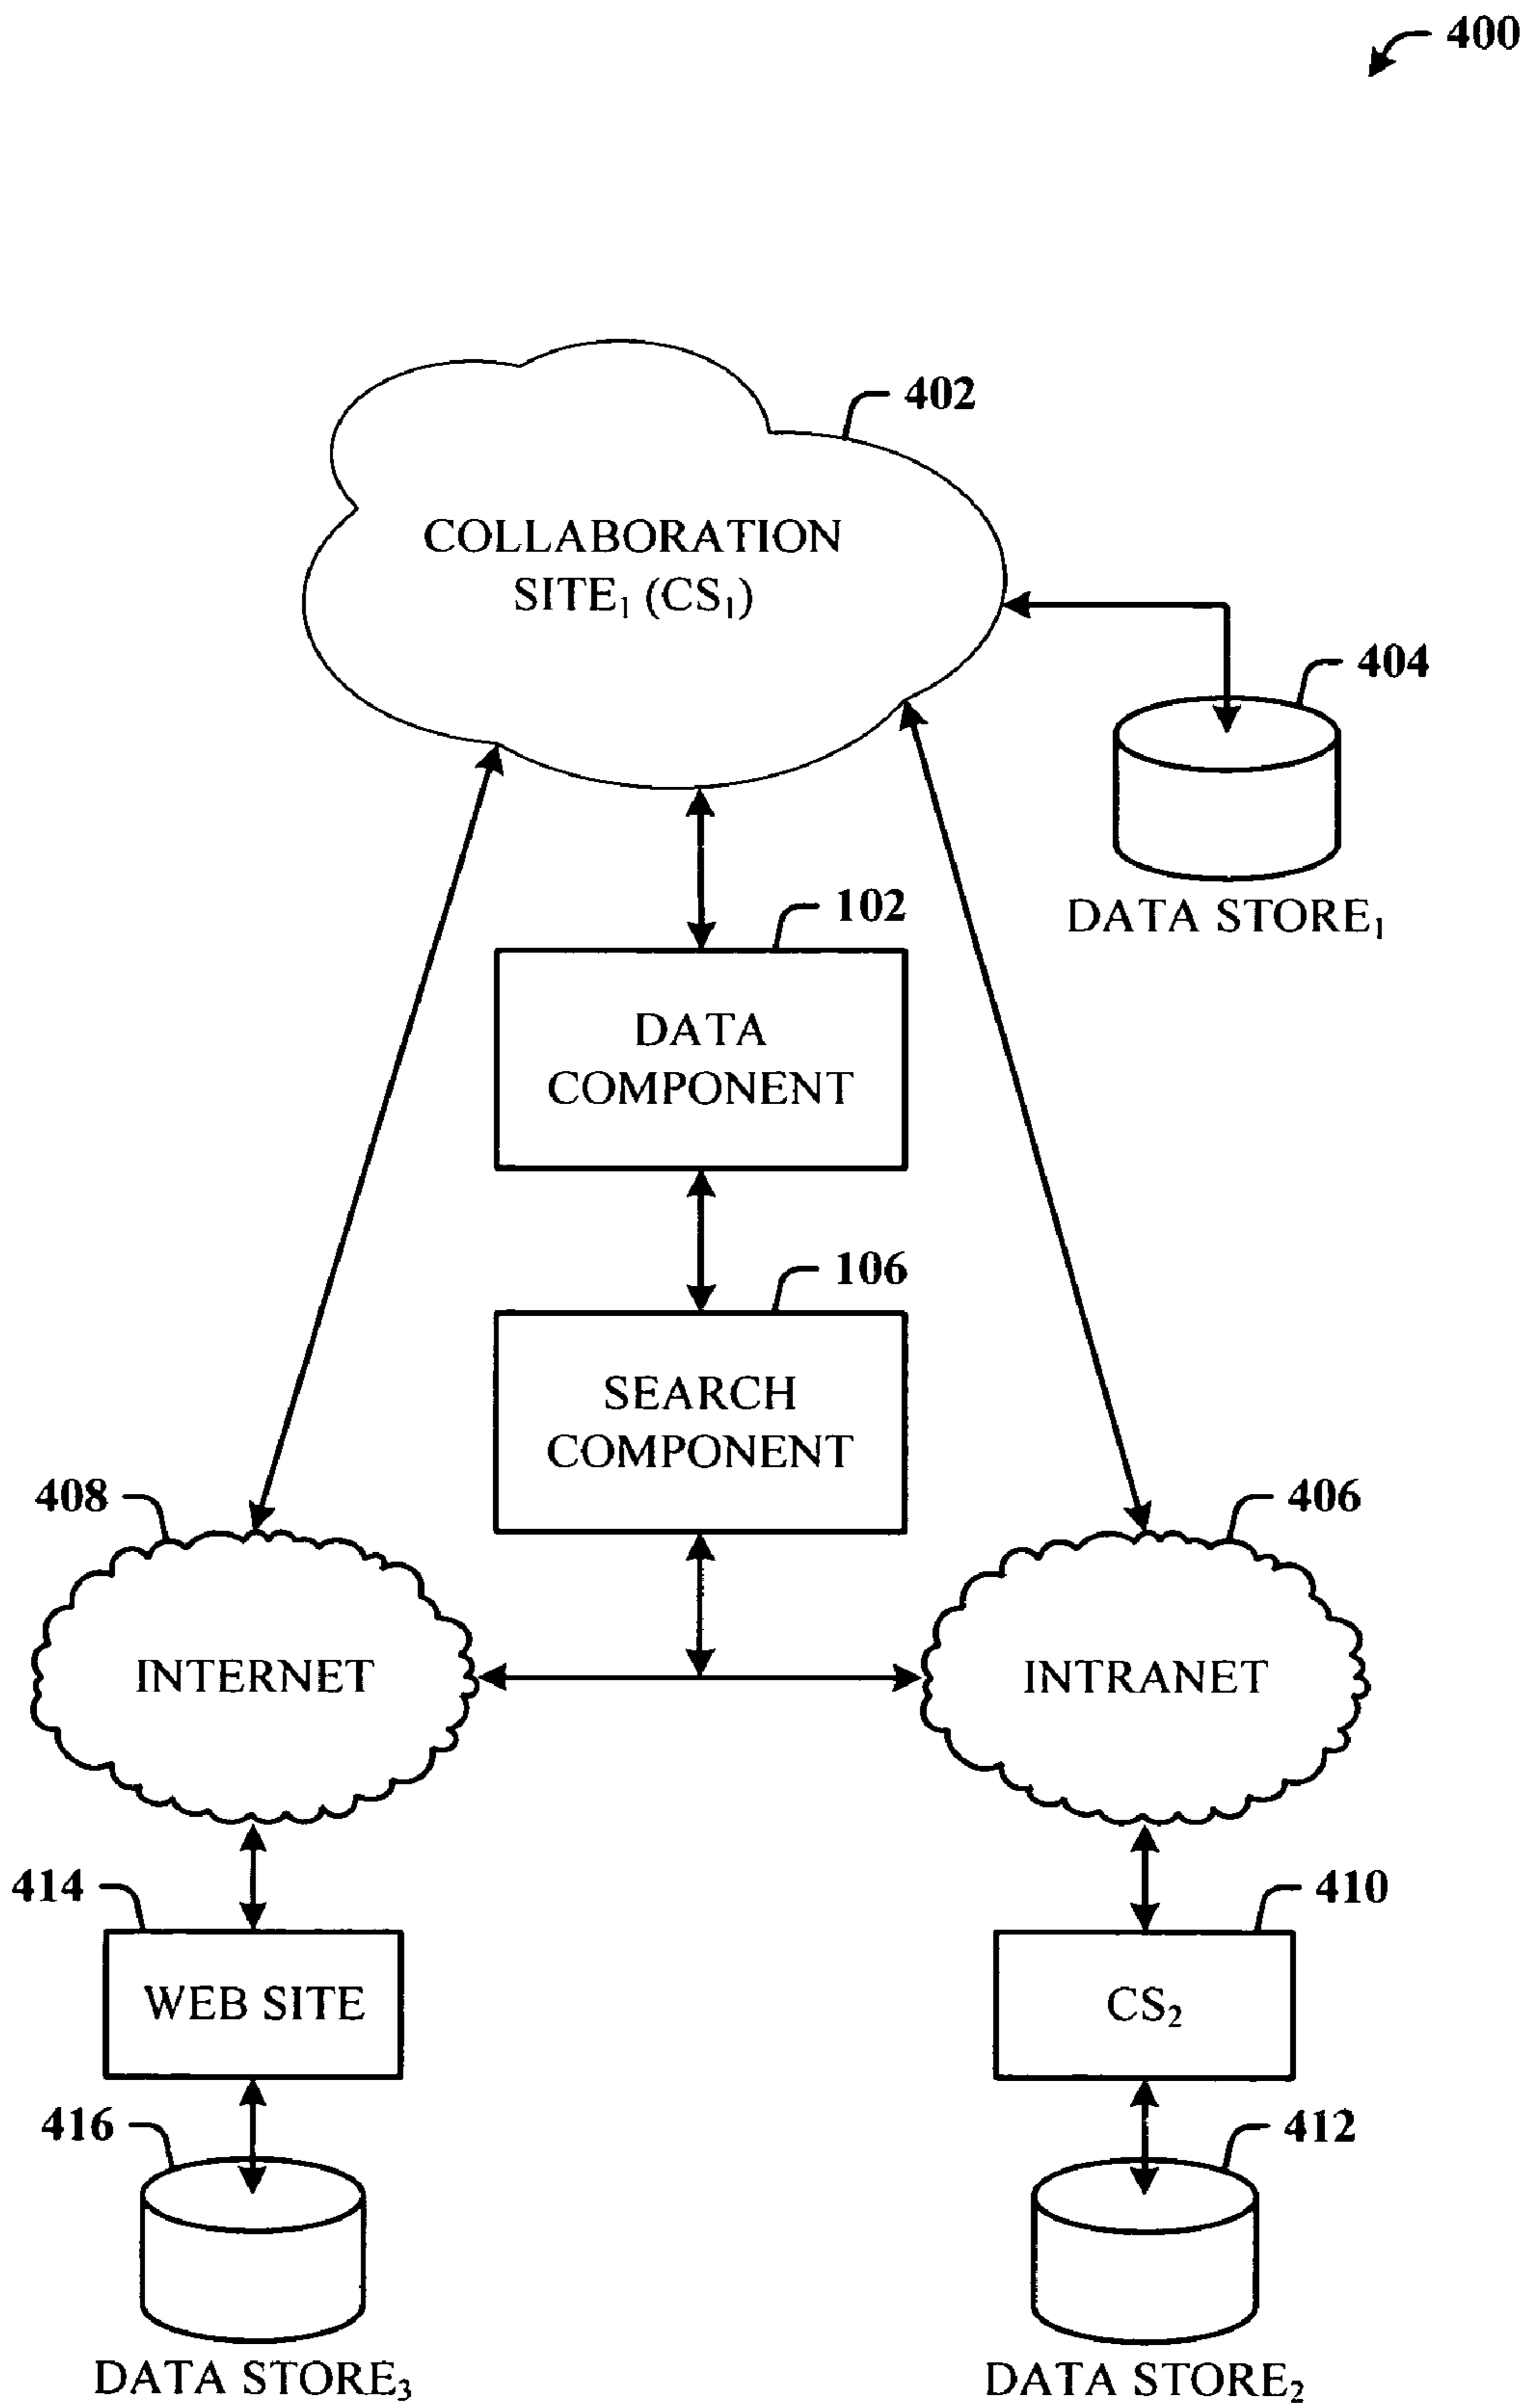 400
402
COLLABORATION
SITE₁ (CS₁)
404
DATA STORE₁
102
DATA
COMPONENT
106
SEARCH
COMPONENT
408
406
INTERNET
INTRANET
414
410
WEB SITE
CS₂
416
412
DATA STORE₃
DATA STORE₂